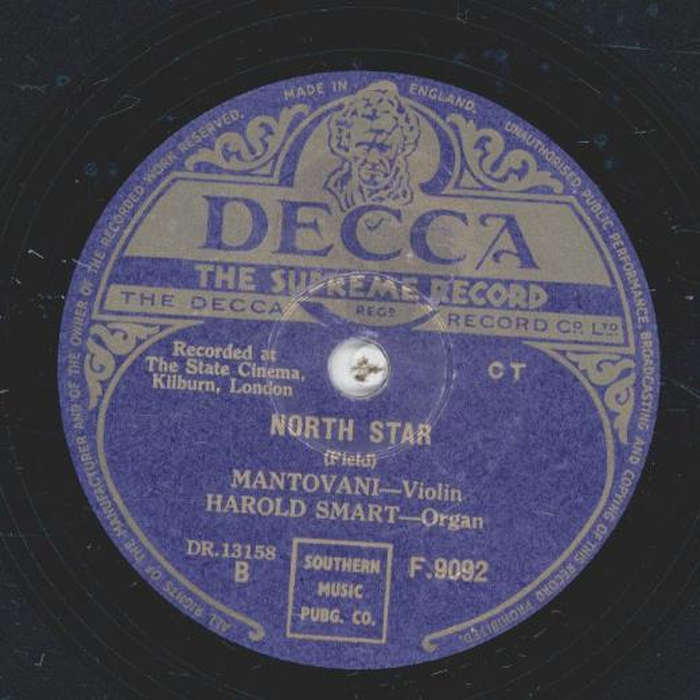 MADE IN ENGLAND.
UNAUTHORISED, PUBLIC PERFORMANCE. BROADCASTING AND COPYING OF THIS RECORD PROHIBITED.
ALL RIGHTS OF THE MANUFACTURER AND OF THE OWNER OF THE RECORDED WORK RESERVED.
DECCA
THE SUPREME RECORD
THE DECCA REGD RECORD CO. LTD
Recorded at
The State Cinema,
Kilburn, London
CT
NORTH STAR
(Field)
MANTOVANI—Violin
HAROLD SMART—Organ
DR.13158
B
SOUTHERN
MUSIC
PUBG. CO.
F.9092